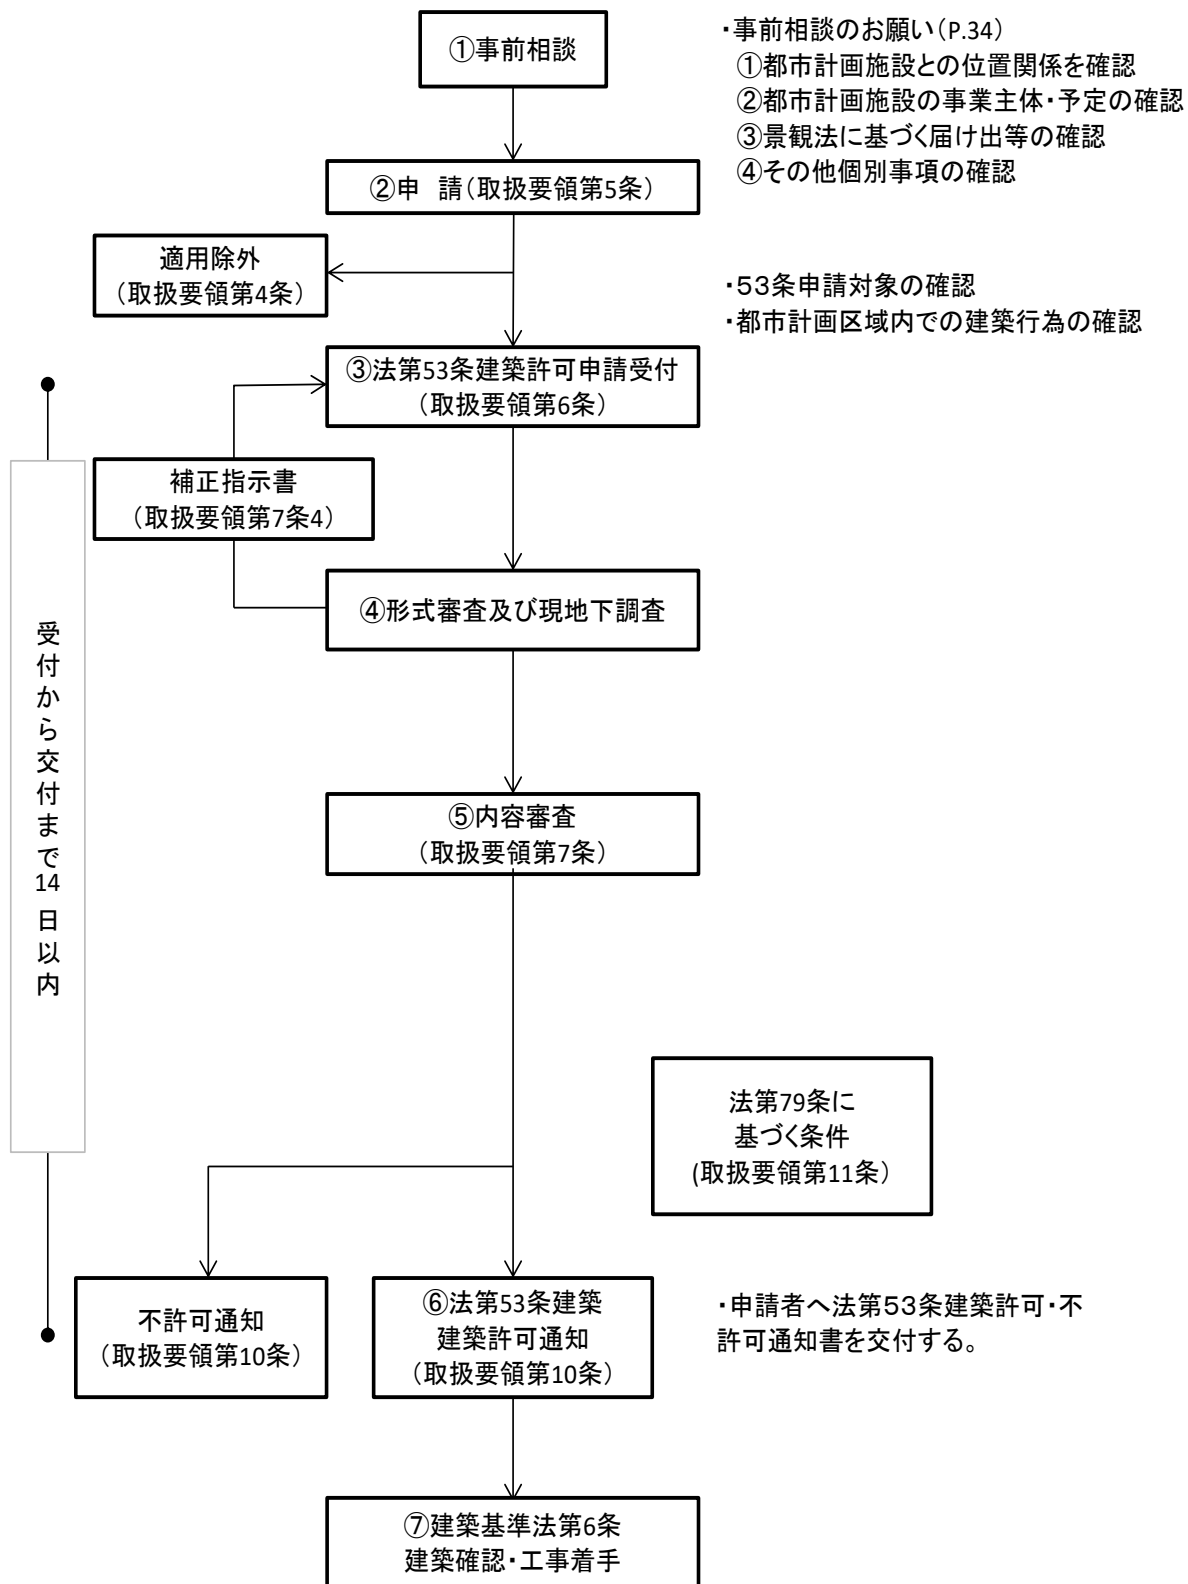 ①事前相談
・事前相談のお願い(P.34)
①都市計画施設との位置関係を確認
②都市計画施設の事業主体・予定の確認
③景観法に基づく届け出等の確認
④その他個別事項の確認
②申　請(取扱要領第5条)
適用除外
(取扱要領第4条)
・５３条申請対象の確認
・都市計画区域内での建築行為の確認
③法第53条建築許可申請受付
(取扱要領第6条)
補正指示書
(取扱要領第7条4)
④形式審査及び現地下調査
受付から交付まで14日以内
⑤内容審査
(取扱要領第7条)
法第79条に
基づく条件
(取扱要領第11条)
不許可通知
(取扱要領第10条)
⑥法第53条建築
建築許可通知
(取扱要領第10条)
・申請者へ法第５３条建築許可・不
許可通知書を交付する。
⑦建築基準法第6条
建築確認・工事着手